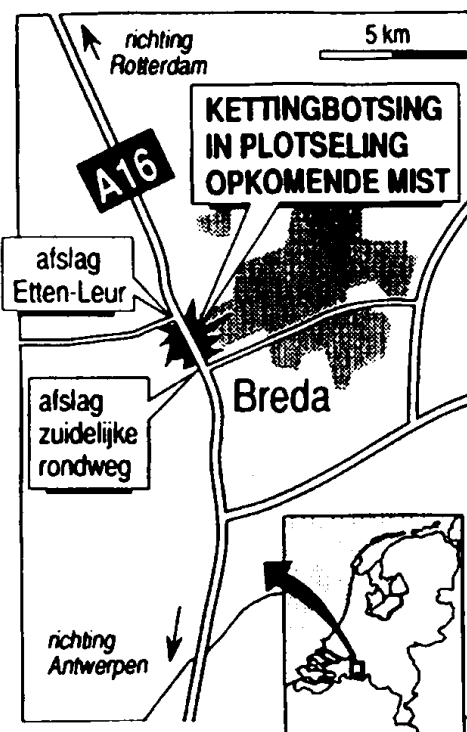 richting
Rotterdam
5 km
KETTINGBOTSING
IN PLOTSELING
OPKOMENDE MIST
A16
afslag
Etten-Leur
afslag
zuidelijke
rondweg
Breda
richting
Antwerpen